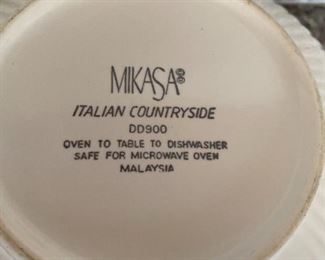 MIKASA®
ITALIAN COUNTRYSIDE
DD900
OVEN TO TABLE TO DISHWASHER
SAFE FOR MICROWAVE OVEN
MALAYSIA